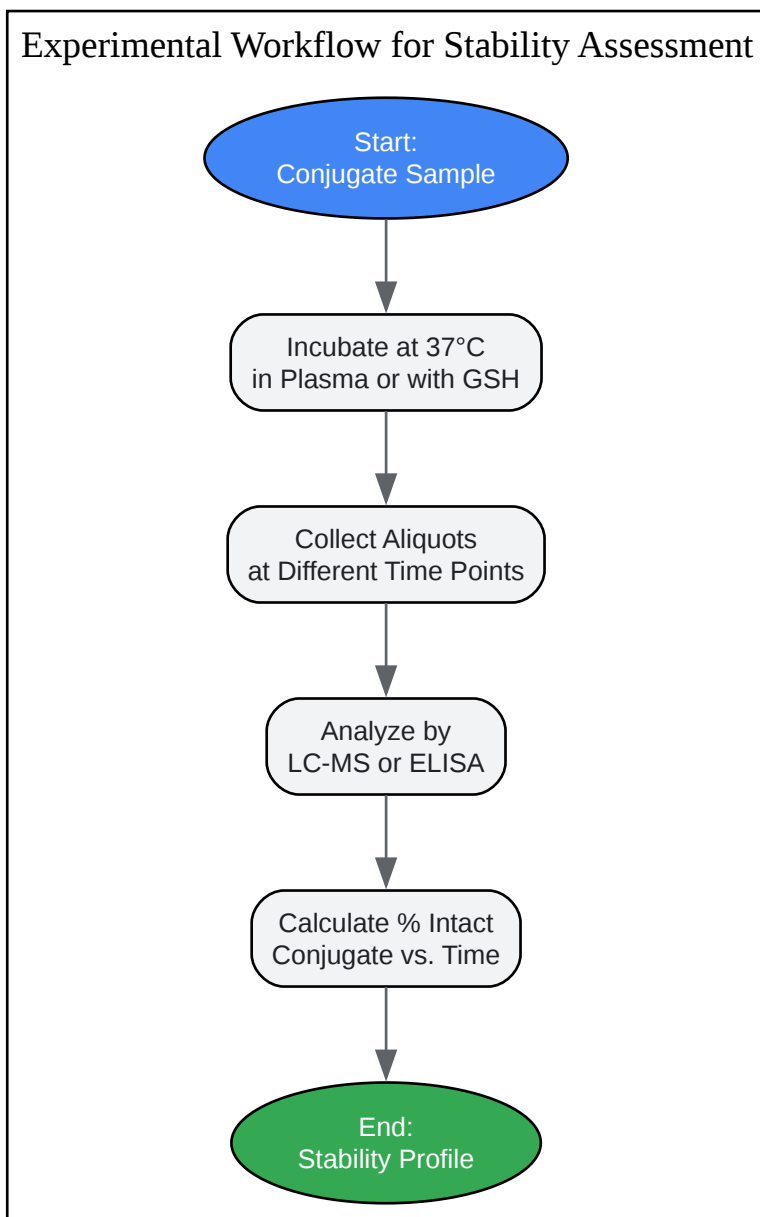 Experimental Workflow for Stability Assessment
Start:
Conjugate Sample
Incubate at 37°C
in Plasma or with GSH
Collect Aliquots
at Different Time Points
Analyze by
LC-MS or ELISA
Calculate % Intact
Conjugate vs. Time
End:
Stability Profile